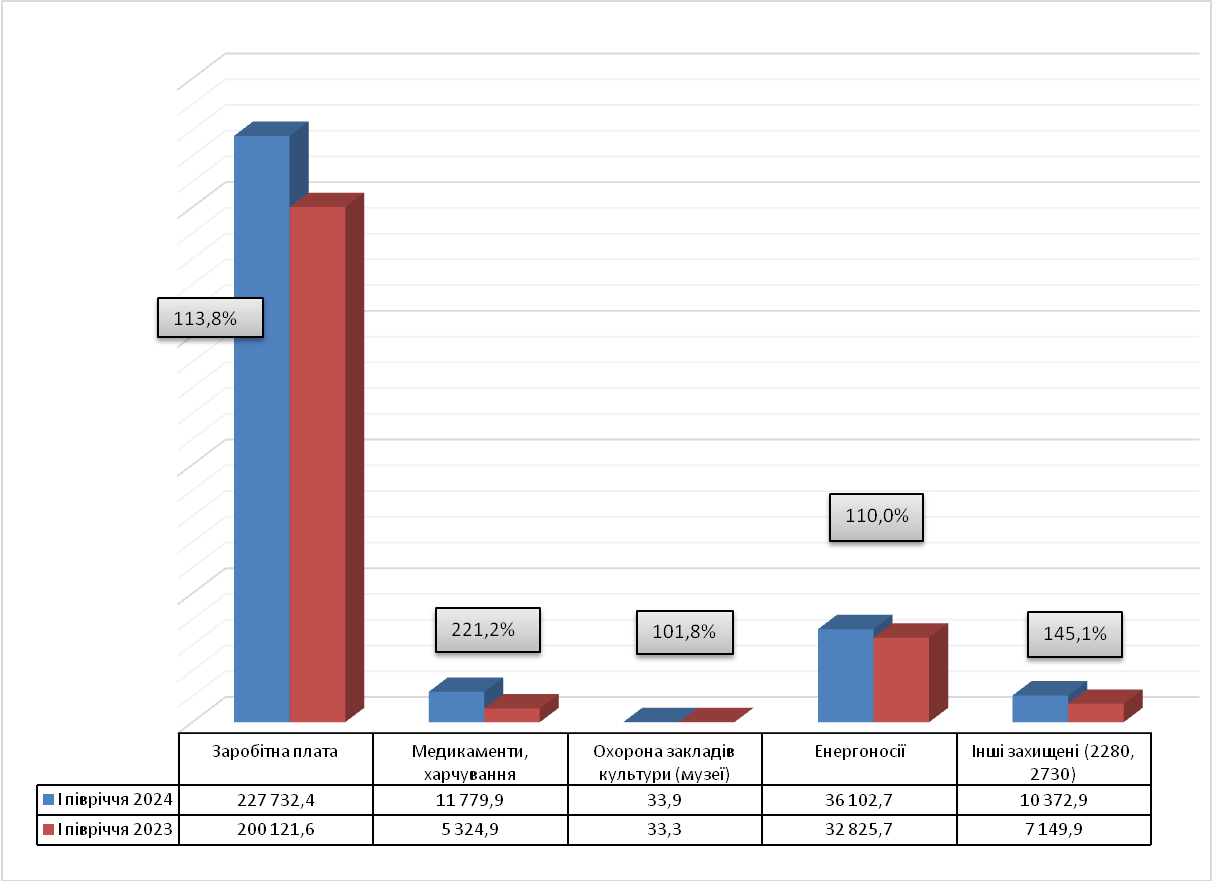 113,8%
110,0%
221,2%
101,8%
145,1%
Заробітна плата
Медикаменти,
харчування
Охорона закладів
культури (музеї)
Енергоносії
Інші захищені (2280,
2730)
І півріччя 2024 227 732,4 11 779,9 33,9 36 102,7 10 372,9
І півріччя 2023 200 121,6 5 324,9 33,3 32 825,7 7 149,9